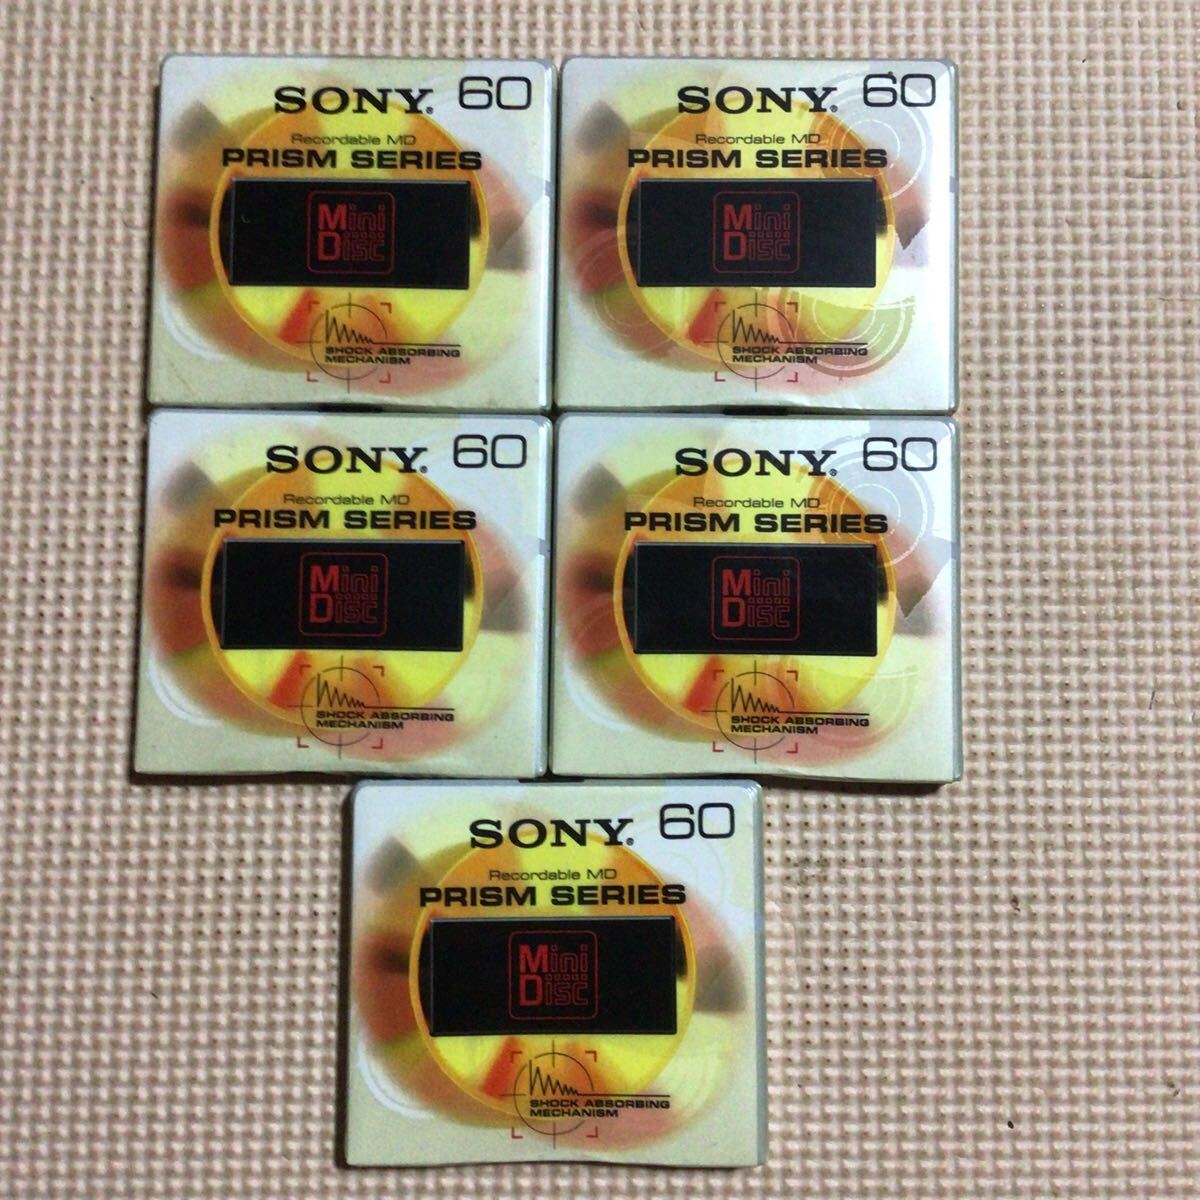 SONY. 60
Recordable MD
PRISM SERIES
Mini
Disc
SHOCK ABSORBING
MECHANISM
SONY. 60
Recordable MD
PRISM SERIES
Mini
Disc
SHOCK ABSORBING
MECHANISM
SONY. 60
Recordable MD
PRISM SERIES
Mini
Disc
SHOCK ABSORBING
MECHANISM
SONY. 60
Recordable MD
PRISM SERIES
Mini
Disc
SHOCK ABSORBING
MECHANISM
SONY. 60
Recordable MD
PRISM SERIES
Mini
Disc
SHOCK ABSORBING
MECHANISM